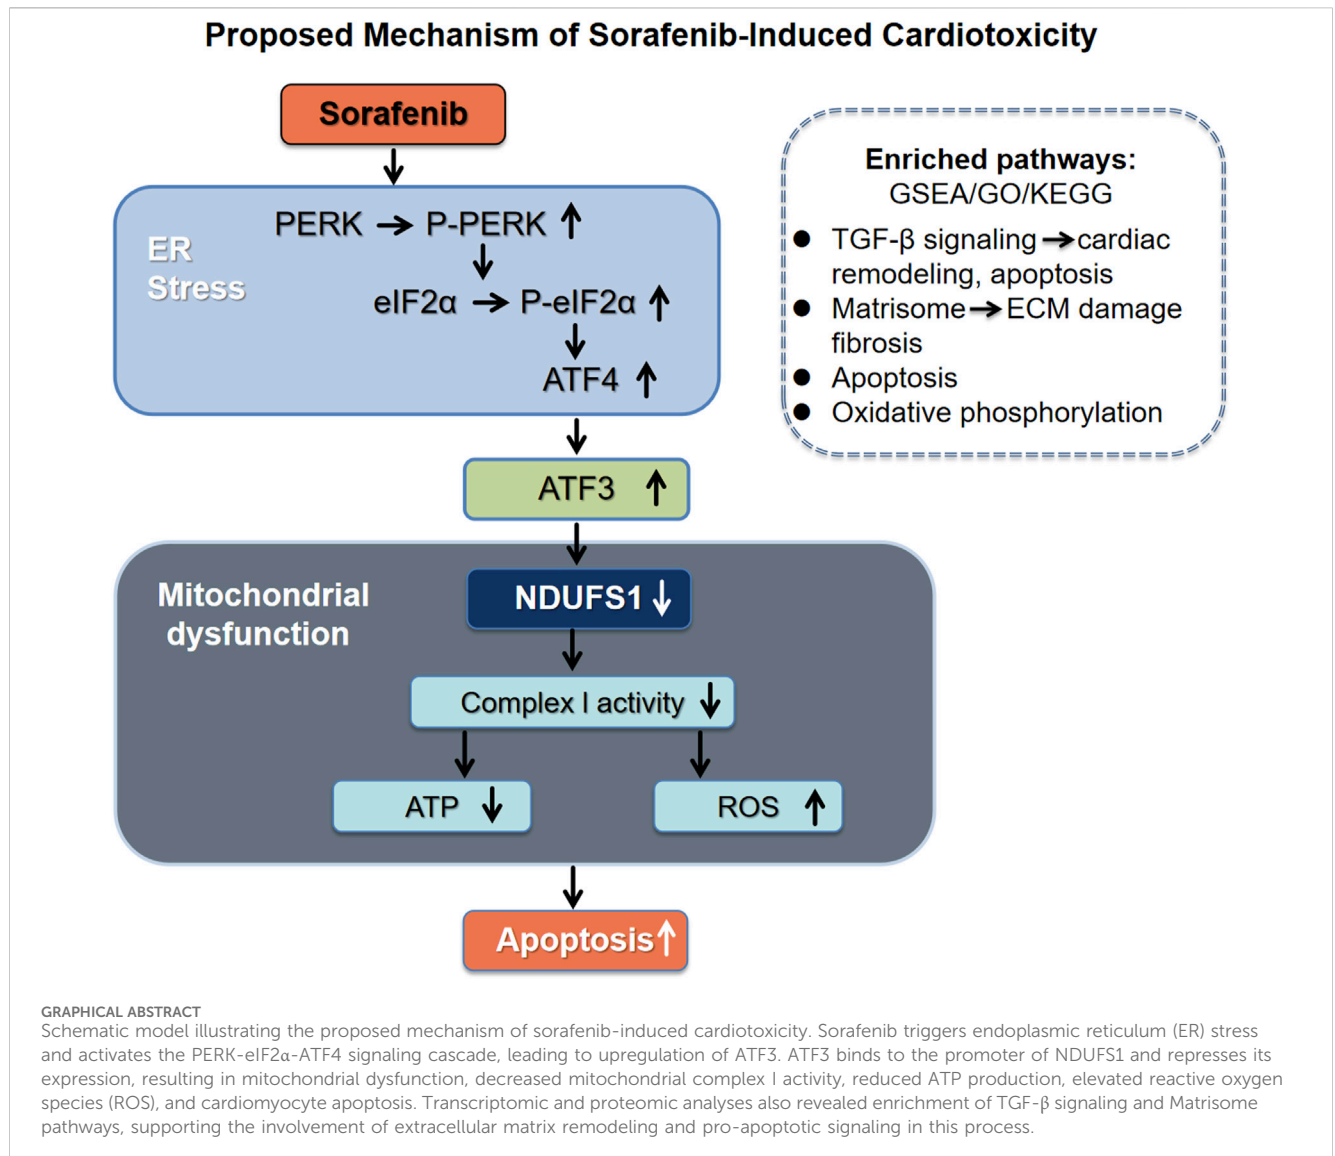 Proposed Mechanism of Sorafenib-Induced Cardiotoxicity
Sorafenib
ER
Stress
PERK → P-PERK ↑
eIF2α → P-eIF2α ↑
ATF4 ↑
ATF3 ↑
Mitochondrial
dysfunction
NDUFS1 ↓
Complex I activity ↓
ATP ↓
ROS ↑
Apoptosis ↑
Enriched pathways:
GSEA/GO/KEGG
● TGF-β signaling → cardiac
remodeling, apoptosis
● Matrisome → ECM damage
fibrosis
● Apoptosis
● Oxidative phosphorylation
GRAPHICAL ABSTRACT
Schematic model illustrating the proposed mechanism of sorafenib-induced cardiotoxicity. Sorafenib triggers endoplasmic reticulum (ER) stress
and activates the PERK-eIF2α-ATF4 signaling cascade, leading to upregulation of ATF3. ATF3 binds to the promoter of NDUFS1 and represses its
expression, resulting in mitochondrial dysfunction, decreased mitochondrial complex I activity, reduced ATP production, elevated reactive oxygen
species (ROS), and cardiomyocyte apoptosis. Transcriptomic and proteomic analyses also revealed enrichment of TGF-β signaling and Matrisome
pathways, supporting the involvement of extracellular matrix remodeling and pro-apoptotic signaling in this process.